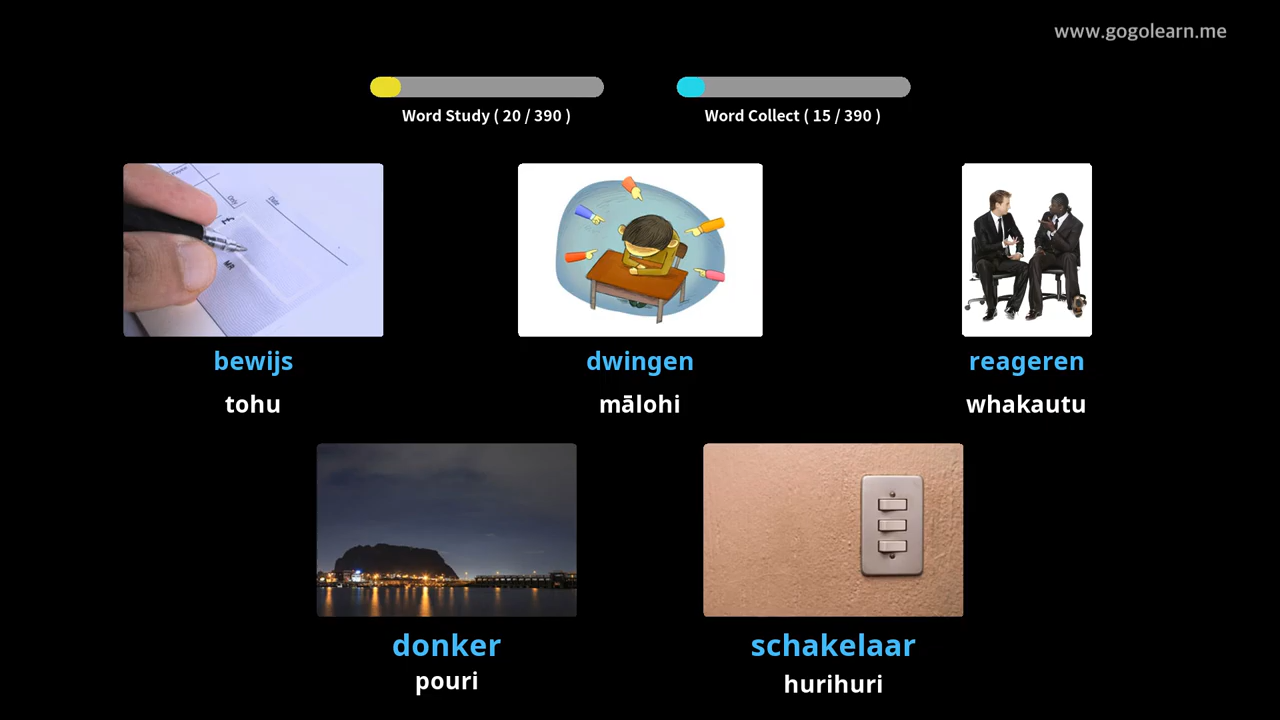 www.gogolearn.me
Word Study ( 20 / 390 )
Word Collect ( 15 / 390 )
bewijs
dwingen
reageren
tohu
mālohi
whakautu
donker
schakelaar
pouri
hurihuri